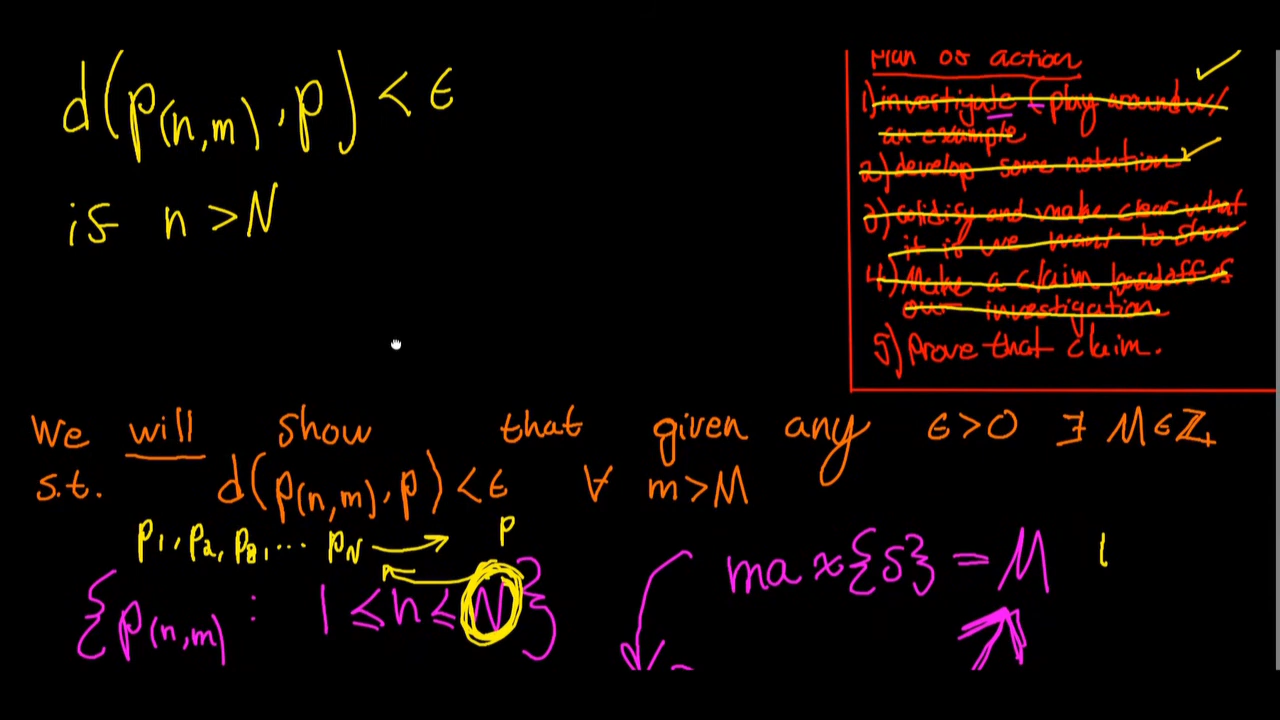 d(p(n,m), p) < ϵ
is n > N
Plan of action
1) investigate (play around w/
an example
2) develop some notation
3) solidify and make clear what
it is we want to show
4) Make a claim based off of
our investigation.
5) Prove that claim.
We will show that given any ϵ>0 ∃ M∈ℤ₊
s.t. d(p(n,m), p) < ϵ ∀ m>M
p₁, p₂, p₃, ... p_N → p
{p(n,m) : 1 ≤ n ≤ N}
max{S} = M